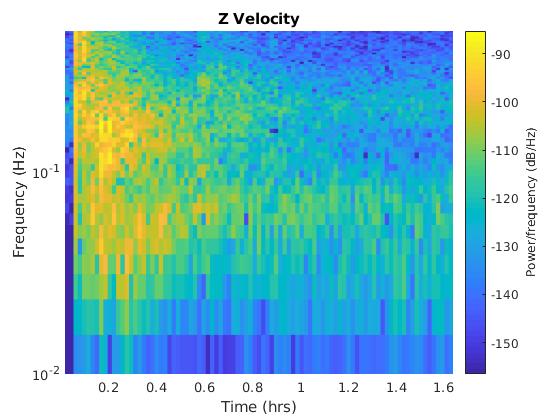 Z Velocity
Frequency (Hz)
10-1
10-2
0.2 0.4 0.6 0.8 1 1.2 1.4 1.6
Time (hrs)
-90
-100
-110
-120
-130
-140
-150
Power/frequency (dB/Hz)